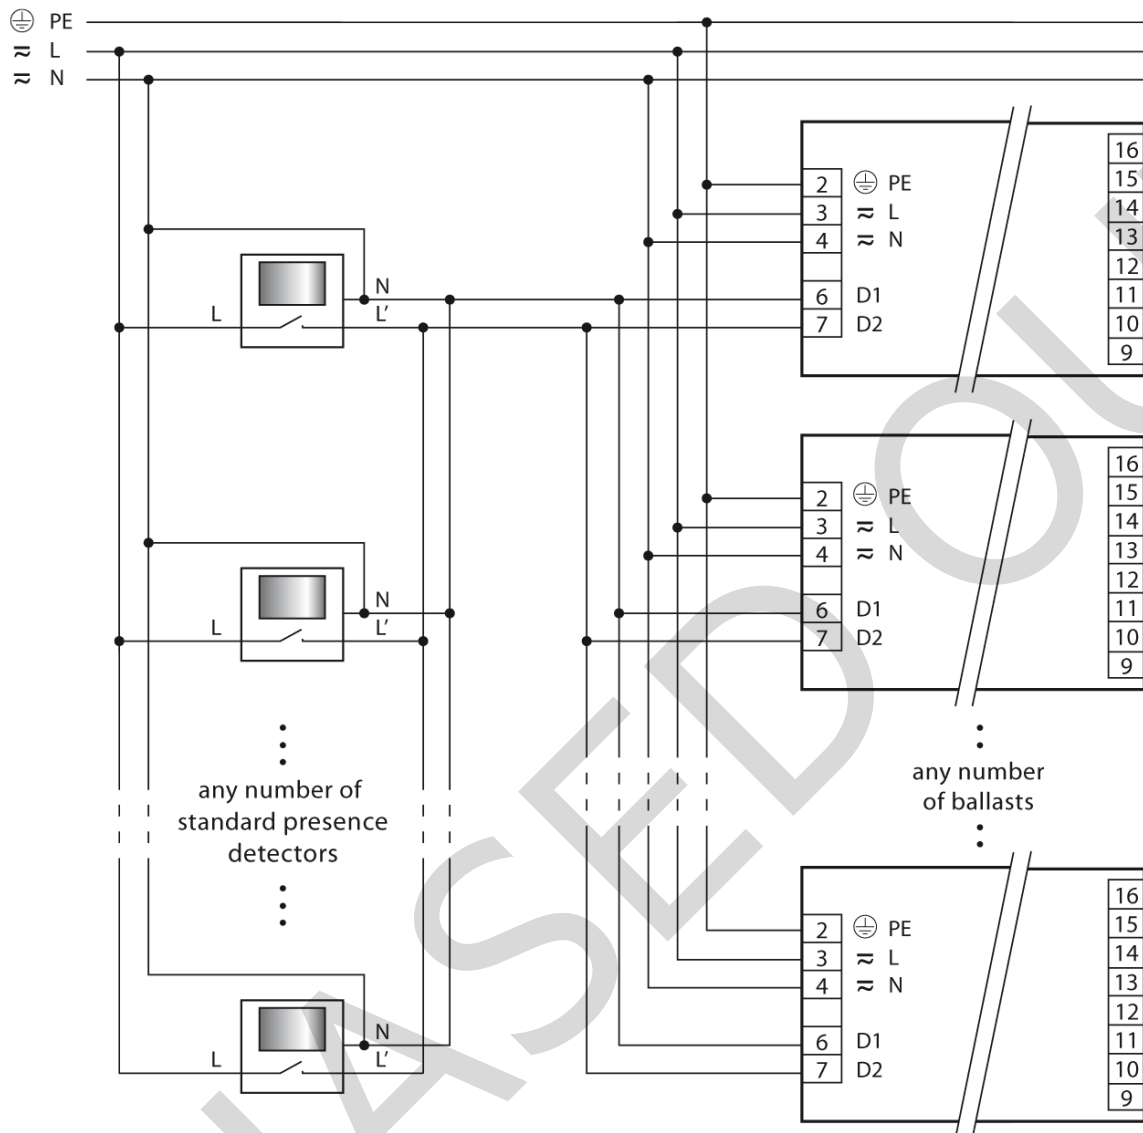 PE
L
N
16
15
14
13
12
11
10
9
2 PE
3 L
4 N
6 D1
7 D2
L
N
L'
16
15
14
13
12
11
10
9
2 PE
3 L
4 N
6 D1
7 D2
L
N
L'
any number of
standard presence
detectors
any number
of ballasts
16
15
14
13
12
11
10
9
2 PE
3 L
4 N
6 D1
7 D2
L
N
L'